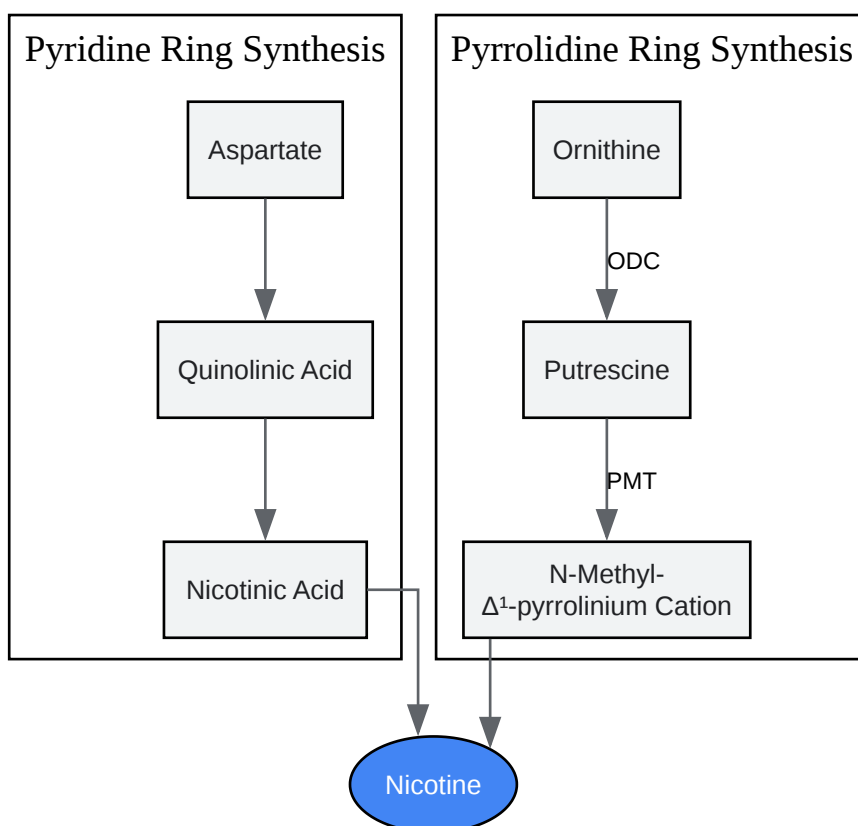 Pyridine Ring Synthesis
Aspartate
Quinolinic Acid
Nicotinic Acid
Pyrrolidine Ring Synthesis
Ornithine
ODC
Putrescine
PMT
N-Methyl-
Δ¹-pyrrolinium Cation
Nicotine